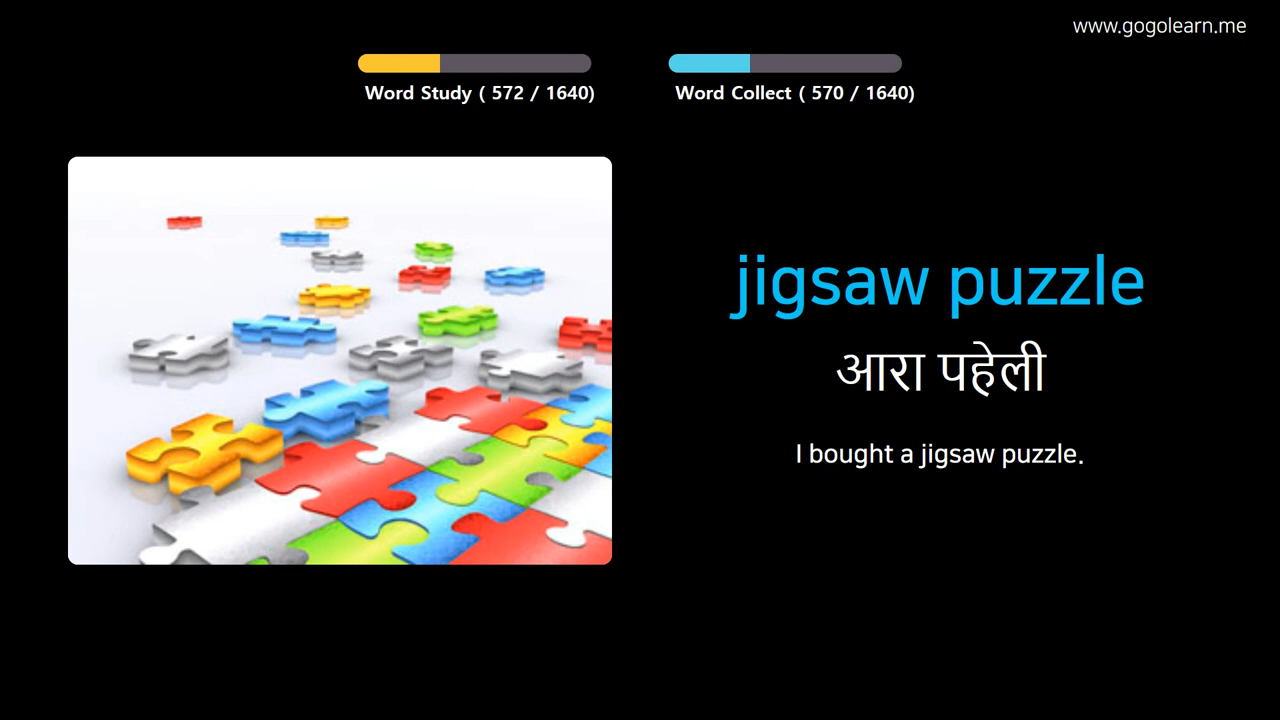 www.gogolearn.me
Word Study ( 572 / 1640)
Word Collect ( 570 / 1640)
jigsaw puzzle
आरा पहेली
I bought a jigsaw puzzle.